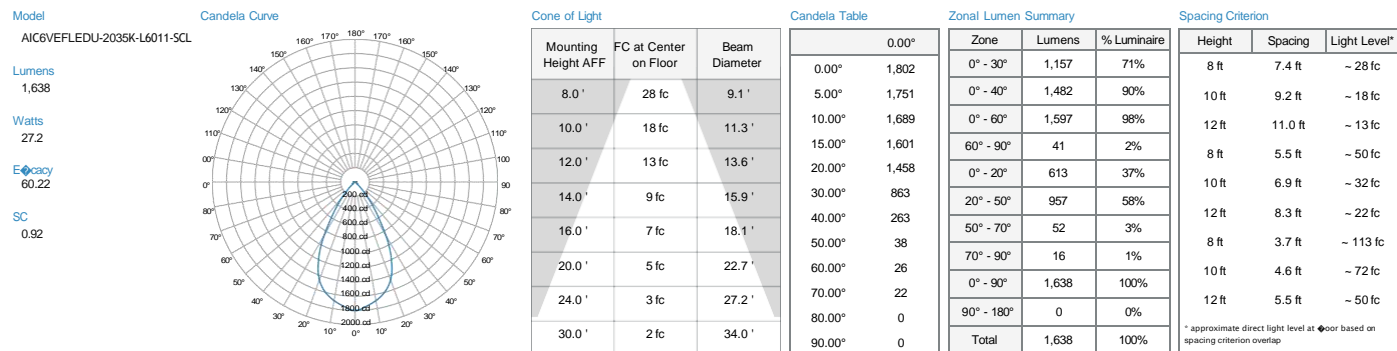 Model
AIC6VEFLEDU-2035K-L6011-SCL
Lumens
1,638
Watts
27.2
E�cacy
60.22
SC
0.92
Candela Curve
160° 170° 180° 170° 160°
150° 150°
140° 140°
130° 130°
120° 120°
110° 110°
00° 100°
0° 90
80° 80°
70° 70°
60° 60°
50° 50°
40° 40°
30° 20° 10° 0° 10° 20° 30°
200 cd
400 cd
600 cd
800 cd
1000 cd
1200 cd
1400 cd
1600 cd
1800 cd
2000 cd
Cone of Light
Mounting Height AFF FC at Center on Floor Beam Diameter
8.0 ' 28 fc 9.1 '
10.0 ' 18 fc 11.3 '
12.0 ' 13 fc 13.6 '
14.0 ' 9 fc 15.9 '
16.0 ' 7 fc 18.1 '
20.0 ' 5 fc 22.7 '
24.0 ' 3 fc 27.2 '
30.0 ' 2 fc 34.0 '
Candela Table
0.00°
0.00° 1,802
5.00° 1,751
10.00° 1,689
15.00° 1,601
20.00° 1,458
30.00° 863
40.00° 263
50.00° 38
60.00° 26
70.00° 22
80.00° 0
90.00° 0
Zonal Lumen Summary
Zone Lumens % Luminaire
0° - 30° 1,157 71%
0° - 40° 1,482 90%
0° - 60° 1,597 98%
60° - 90° 41 2%
0° - 20° 613 37%
20° - 50° 957 58%
50° - 70° 52 3%
70° - 90° 16 1%
0° - 90° 1,638 100%
90° - 180° 0 0%
Total 1,638 100%
Spacing Criterion
Height Spacing Light Level*
8 ft 7.4 ft ~ 28 fc
10 ft 9.2 ft ~ 18 fc
12 ft 11.0 ft ~ 13 fc
8 ft 5.5 ft ~ 50 fc
10 ft 6.9 ft ~ 32 fc
12 ft 8.3 ft ~ 22 fc
8 ft 3.7 ft ~ 113 fc
10 ft 4.6 ft ~ 72 fc
12 ft 5.5 ft ~ 50 fc
* approximate direct light level at �oor based on
spacing criterion overlap